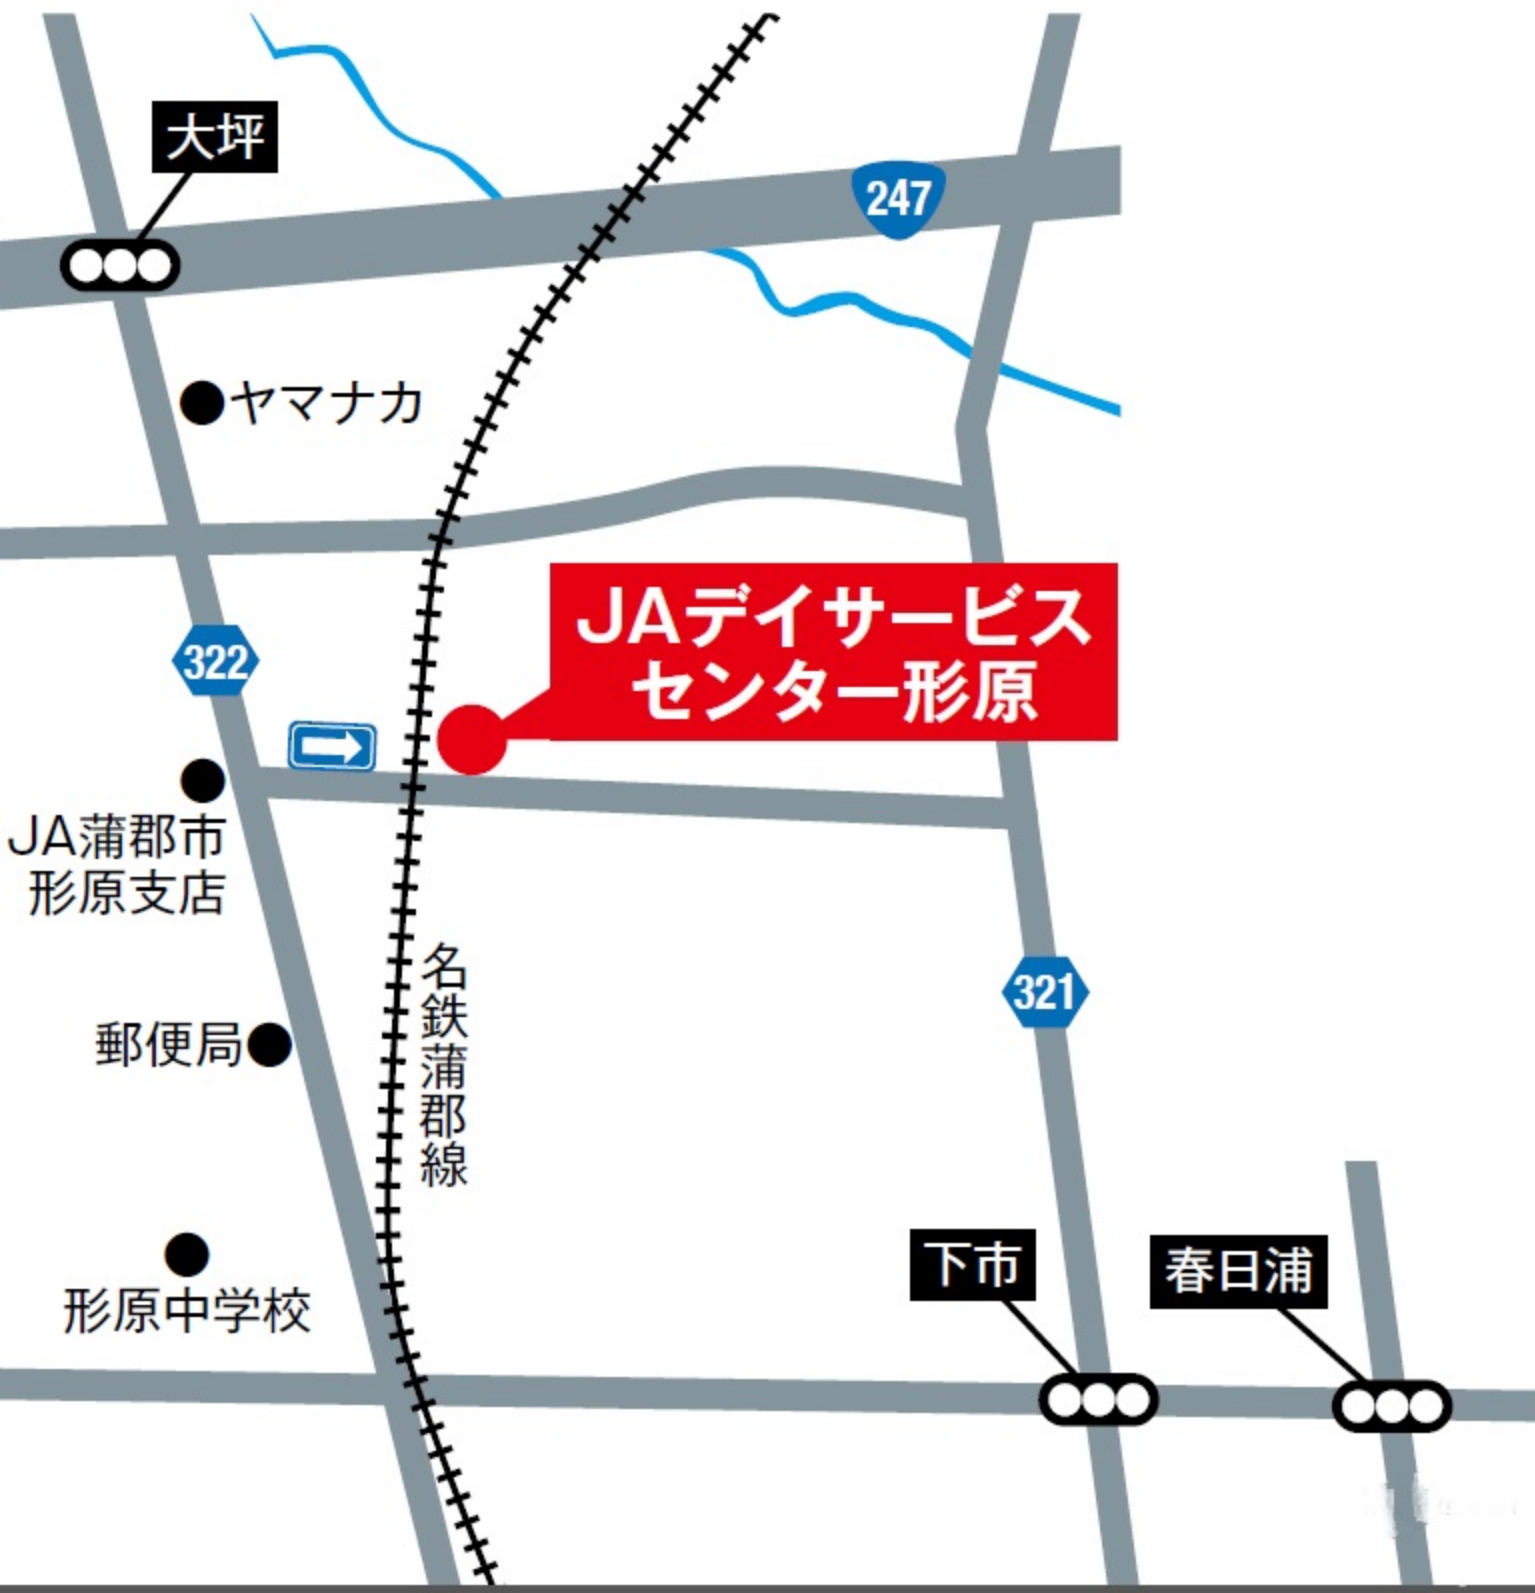 大坪
247
ヤマナカ
JAデイサービス
センター形原
322
JA蒲郡市
形原支店
名鉄蒲郡線
321
郵便局
下市
春日浦
形原中学校